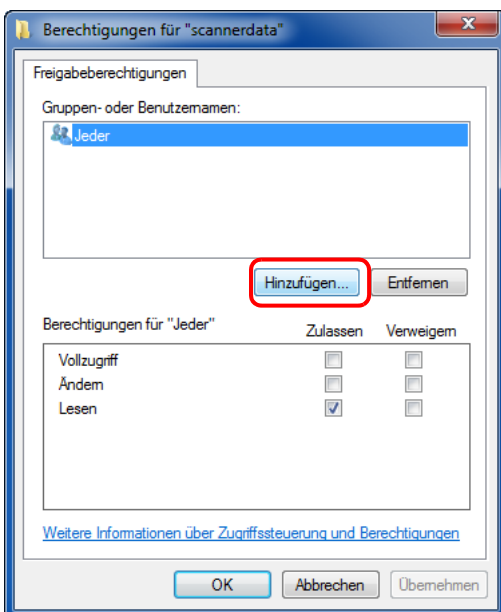 Berechtigungen für "scannerdata"
Freigabeberechtigungen
Gruppen- oder Benutzernamen:
Jeder
Hinzufügen... Entfernen
Berechtigungen für "Jeder" Zulassen Verweigern
Vollzugriff
Ändern
Lesen
Weitere Informationen über Zugriffssteuerung und Berechtigungen
OK Abbrechen Übernehmen